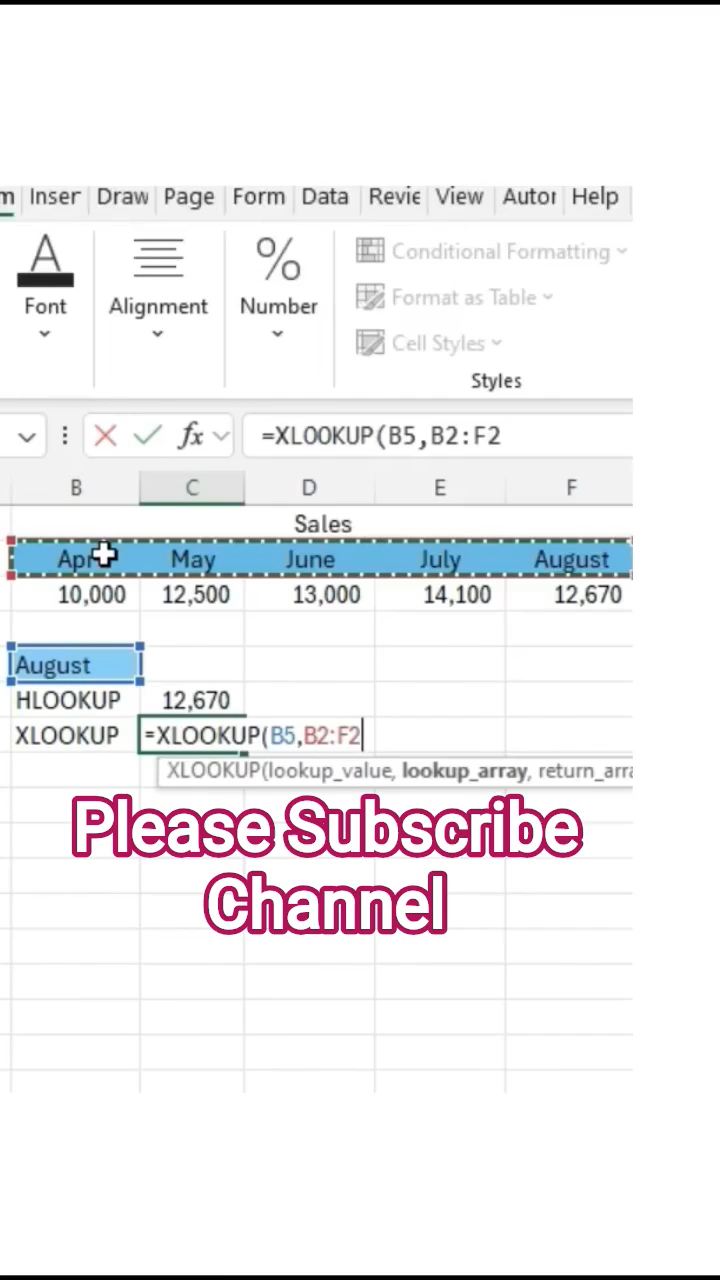 m Inser Draw Page Form Data Revie View Autor Help
A %
Font Alignment Number
Conditional Formatting
Format as Table
Cell Styles
Styles
fx =XLOOKUP(B5,B2:F2
B C D E F
Sales
Apr May June July August
10,000 12,500 13,000 14,100 12,670
August
HLOOKUP 12,670
XLOOKUP =XLOOKUP(B5,B2:F2
XLOOKUP(lookup_value, lookup_array, return_arra
Please Subscribe
Channel